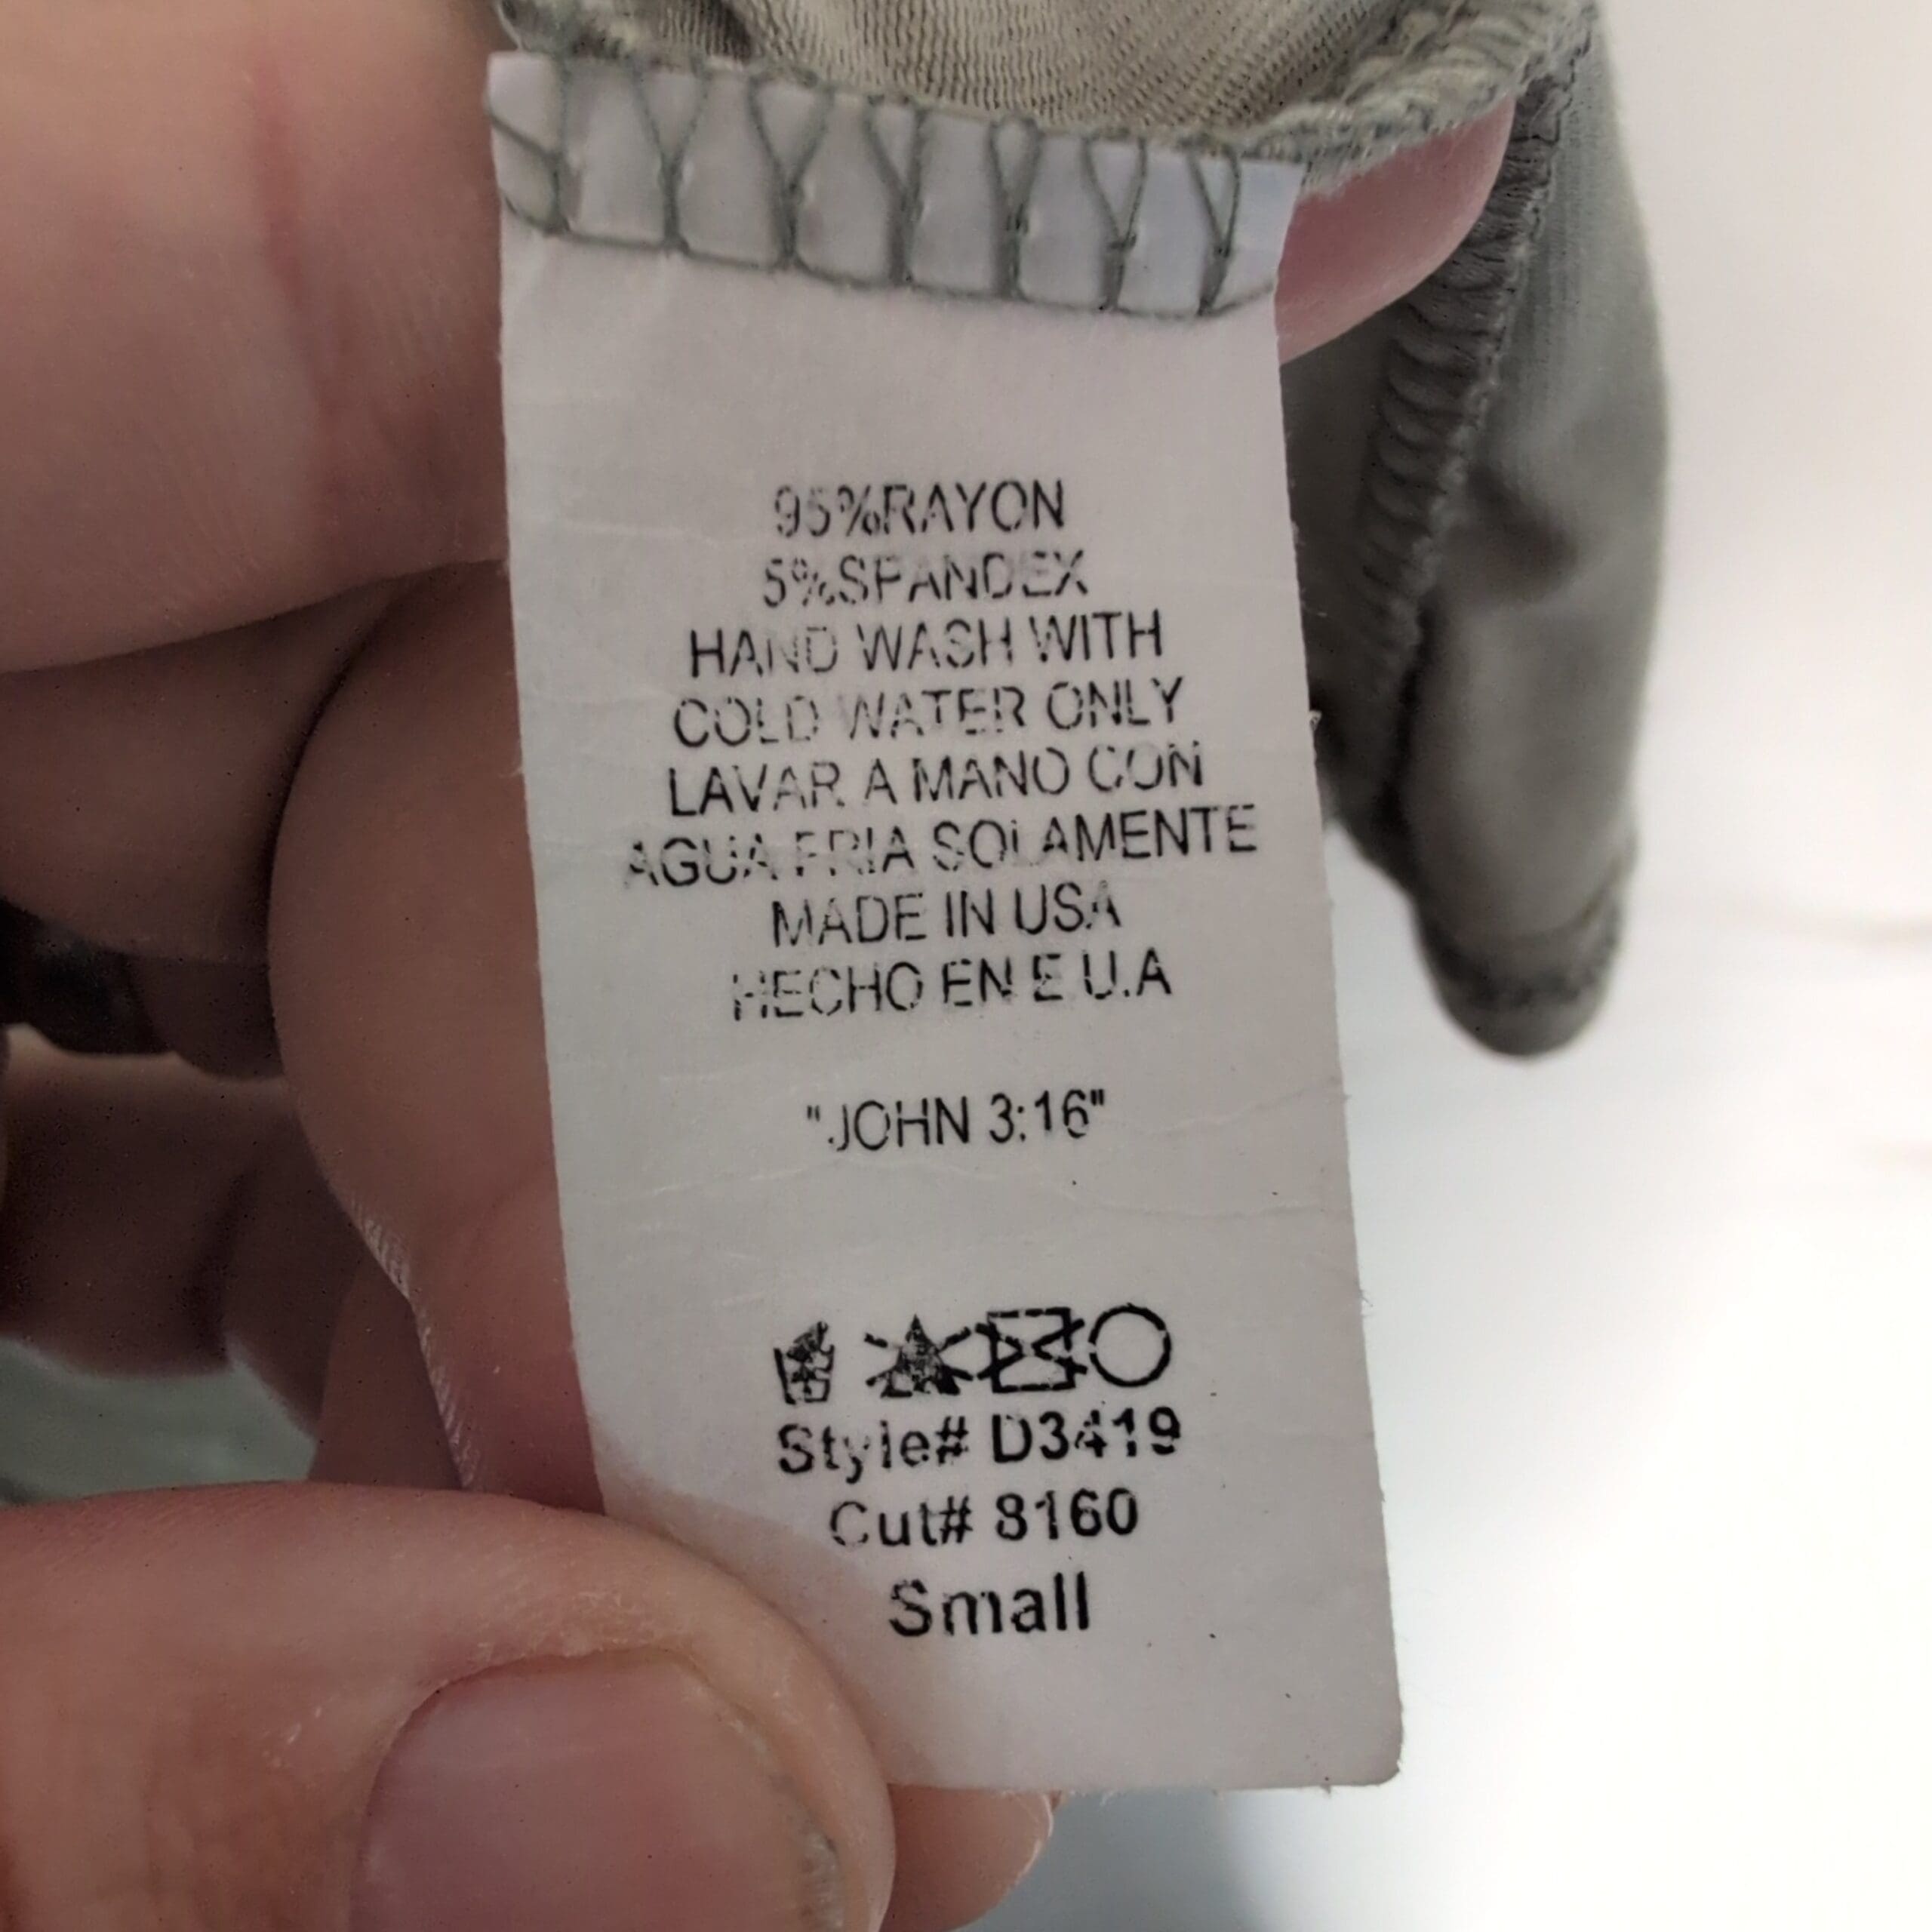 95%RAYON
5%SPANDEX
HAND WASH WITH
COLD WATER ONLY
LAVAR A MANO CON
AGUA FRIA SOLAMENTE
MADE IN USA
HECHO EN E.U.A
"JOHN 3:16"
Style# D3419
Cut# 8160
Small